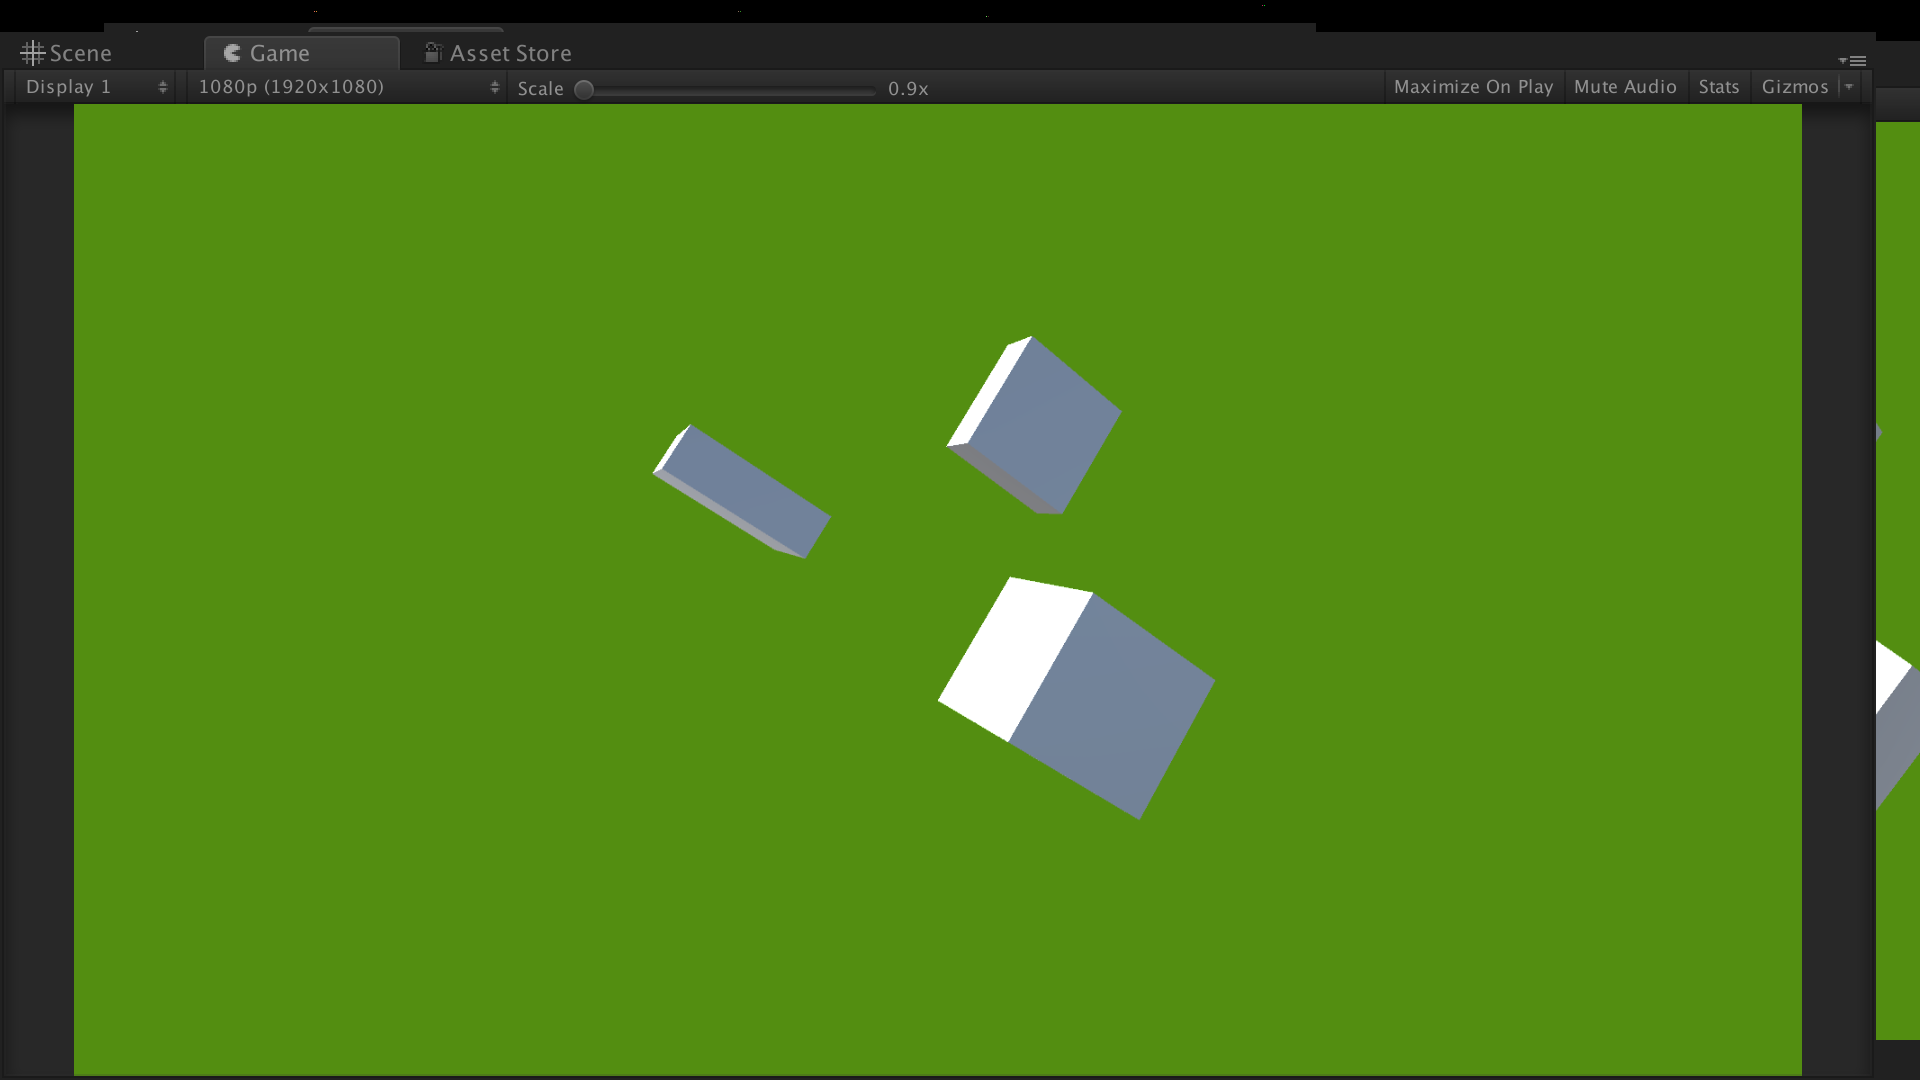 Scene Game Asset Store
Display 1 1080p (1920x1080) Scale 0.9x Maximize On Play Mute Audio Stats Gizmos